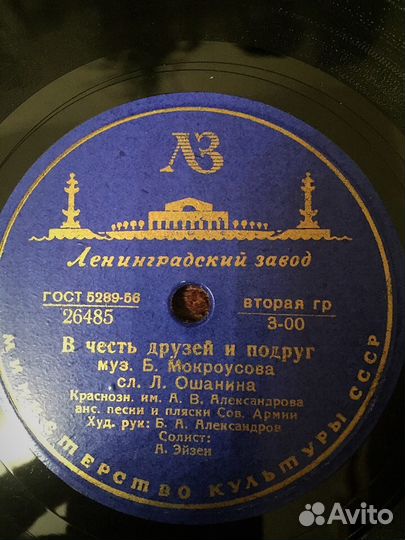 ЛЗ
Ленинградский завод
ГОСТ 5289-56
26485
вторая гр
3-00
В честь друзей и подруг
муз. Б. Мокроусова
сл. Л. Ошанина
Краснозн. им. А. В. Александрова
анс. песни и пляски Сов. Армии
Худ. рук: Б. А. Александров
Солист:
А. Эйзен
МИНИСТЕРСТВО КУЛЬТУРЫ СССР
Avito